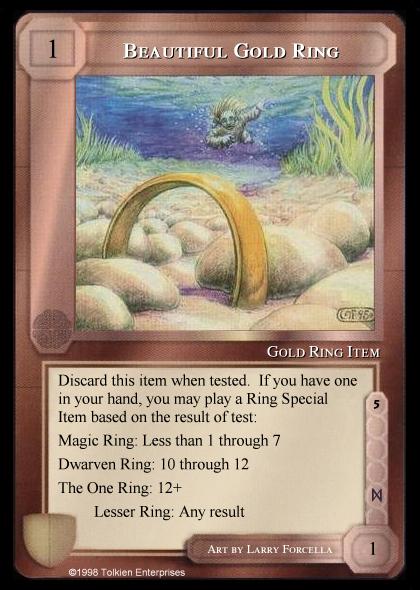 1
Beautiful Gold Ring
Gold Ring Item
Discard this item when tested. If you have one
in your hand, you may play a Ring Special
Item based on the result of test:
Magic Ring: Less than 1 through 7
Dwarven Ring: 10 through 12
The One Ring: 12+
Lesser Ring: Any result
5
Art by Larry Forcella
1
©1998 Tolkien Enterprises